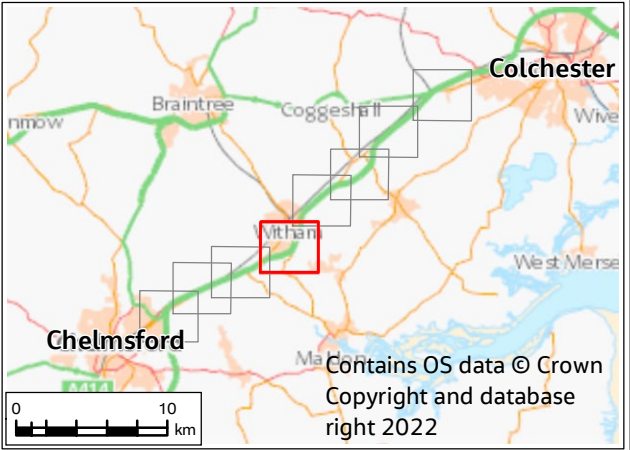 Colchester
Braintree
Coggeshall
nmow
Wive
Witham
West Merse
Chelmsford
Maldon
Contains OS data © Crown
Copyright and database
right 2022
A414
0 10
km